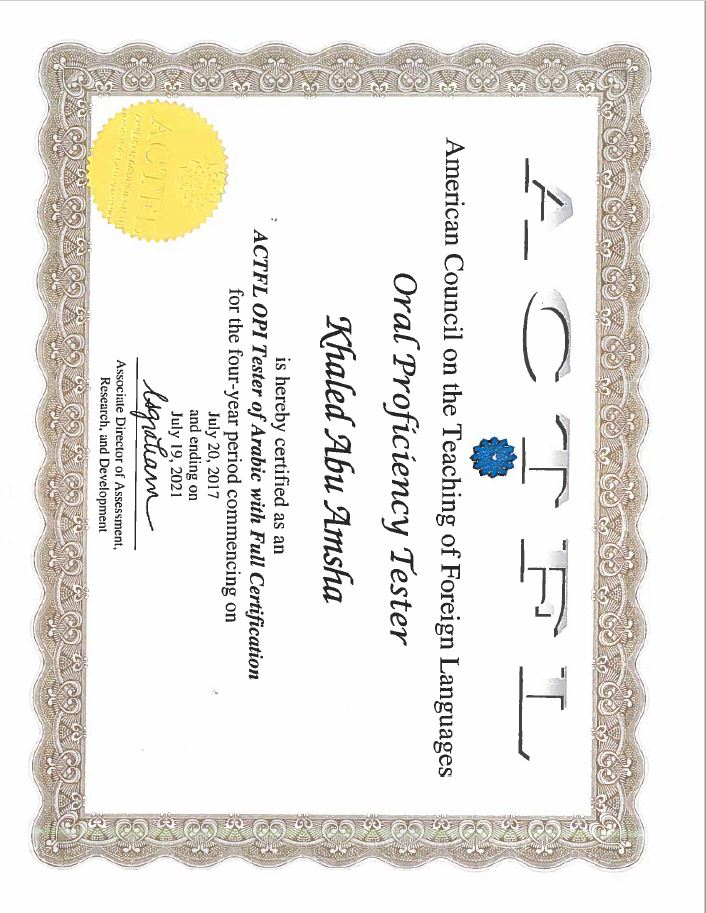 ACTFL
American Council on the Teaching of Foreign Languages
Oral Proficiency Tester
Khaled Abu Amsha
is hereby certified as an
ACTFL OPI Tester of Arabic with Full Certification
for the four-year period commencing on
July 20, 2017
and ending on
July 19, 2021
Associate Director of Assessment,
Research, and Development
ACTFL